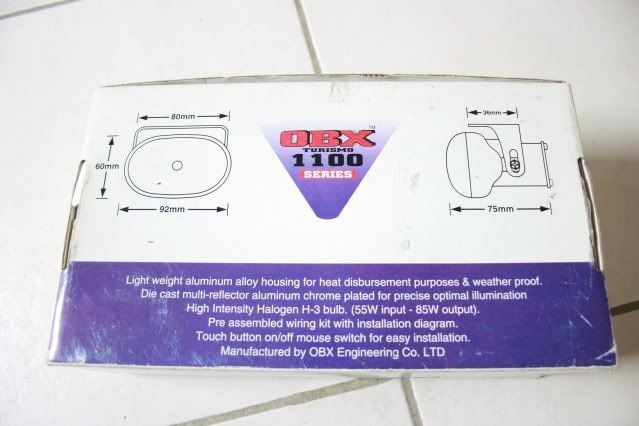 80mm
60mm
92mm
OBX™
TURISMO
1100
SERIES
36mm
75mm
Light weight aluminum alloy housing for heat disbursement purposes & weather proof.
Die cast multi-reflector aluminum chrome plated for precise optimal illumination
High Intensity Halogen H-3 bulb. (55W input - 85W output).
Pre assembled wiring kit with installation diagram.
Touch button on/off mouse switch for easy installation.
Manufactured by OBX Engineering Co. LTD